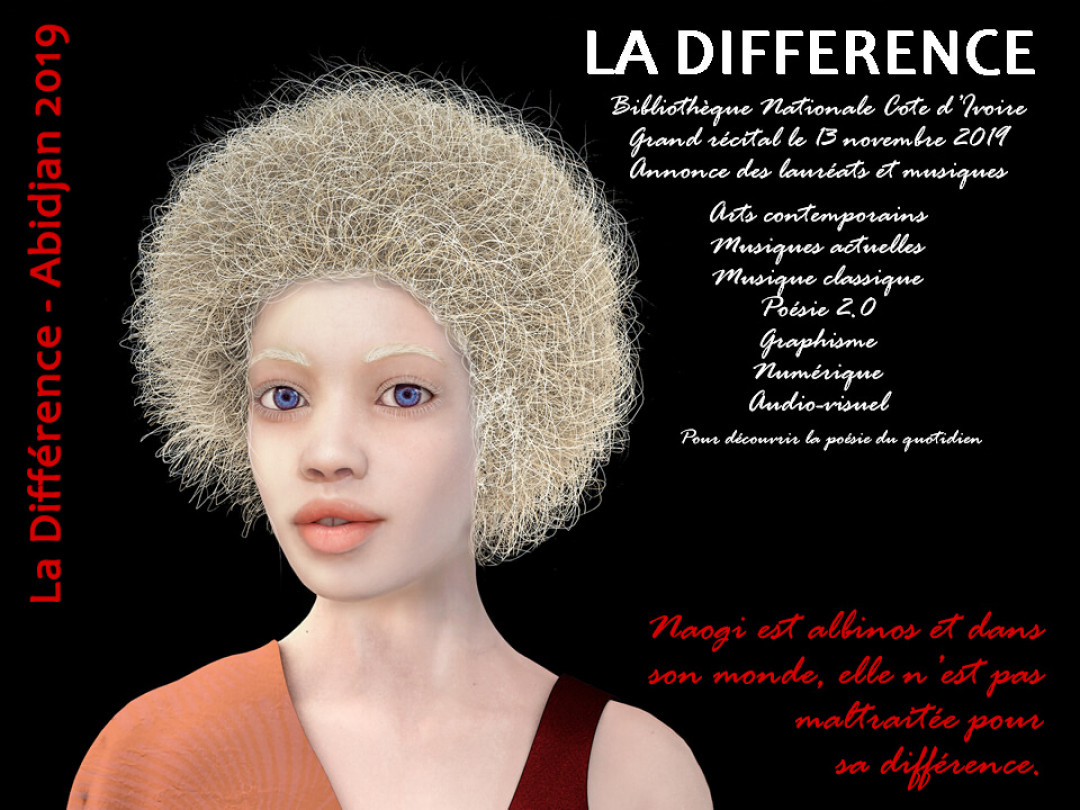 La Différence - Abidjan 2019
LA DIFFERENCE
Bibliothèque Nationale Cote d'Ivoire
Grand récital le 13 novembre 2019
Annonce des lauréats et musiques
Arts contemporains
Musiques actuelles
Musique classique
Poésie 2.0
Graphisme
Numérique
Audio-visuel
Pour découvrir la poésie du quotidien
Naogi est albinos et dans
son monde, elle n'est pas
maltraitée pour
sa différence.